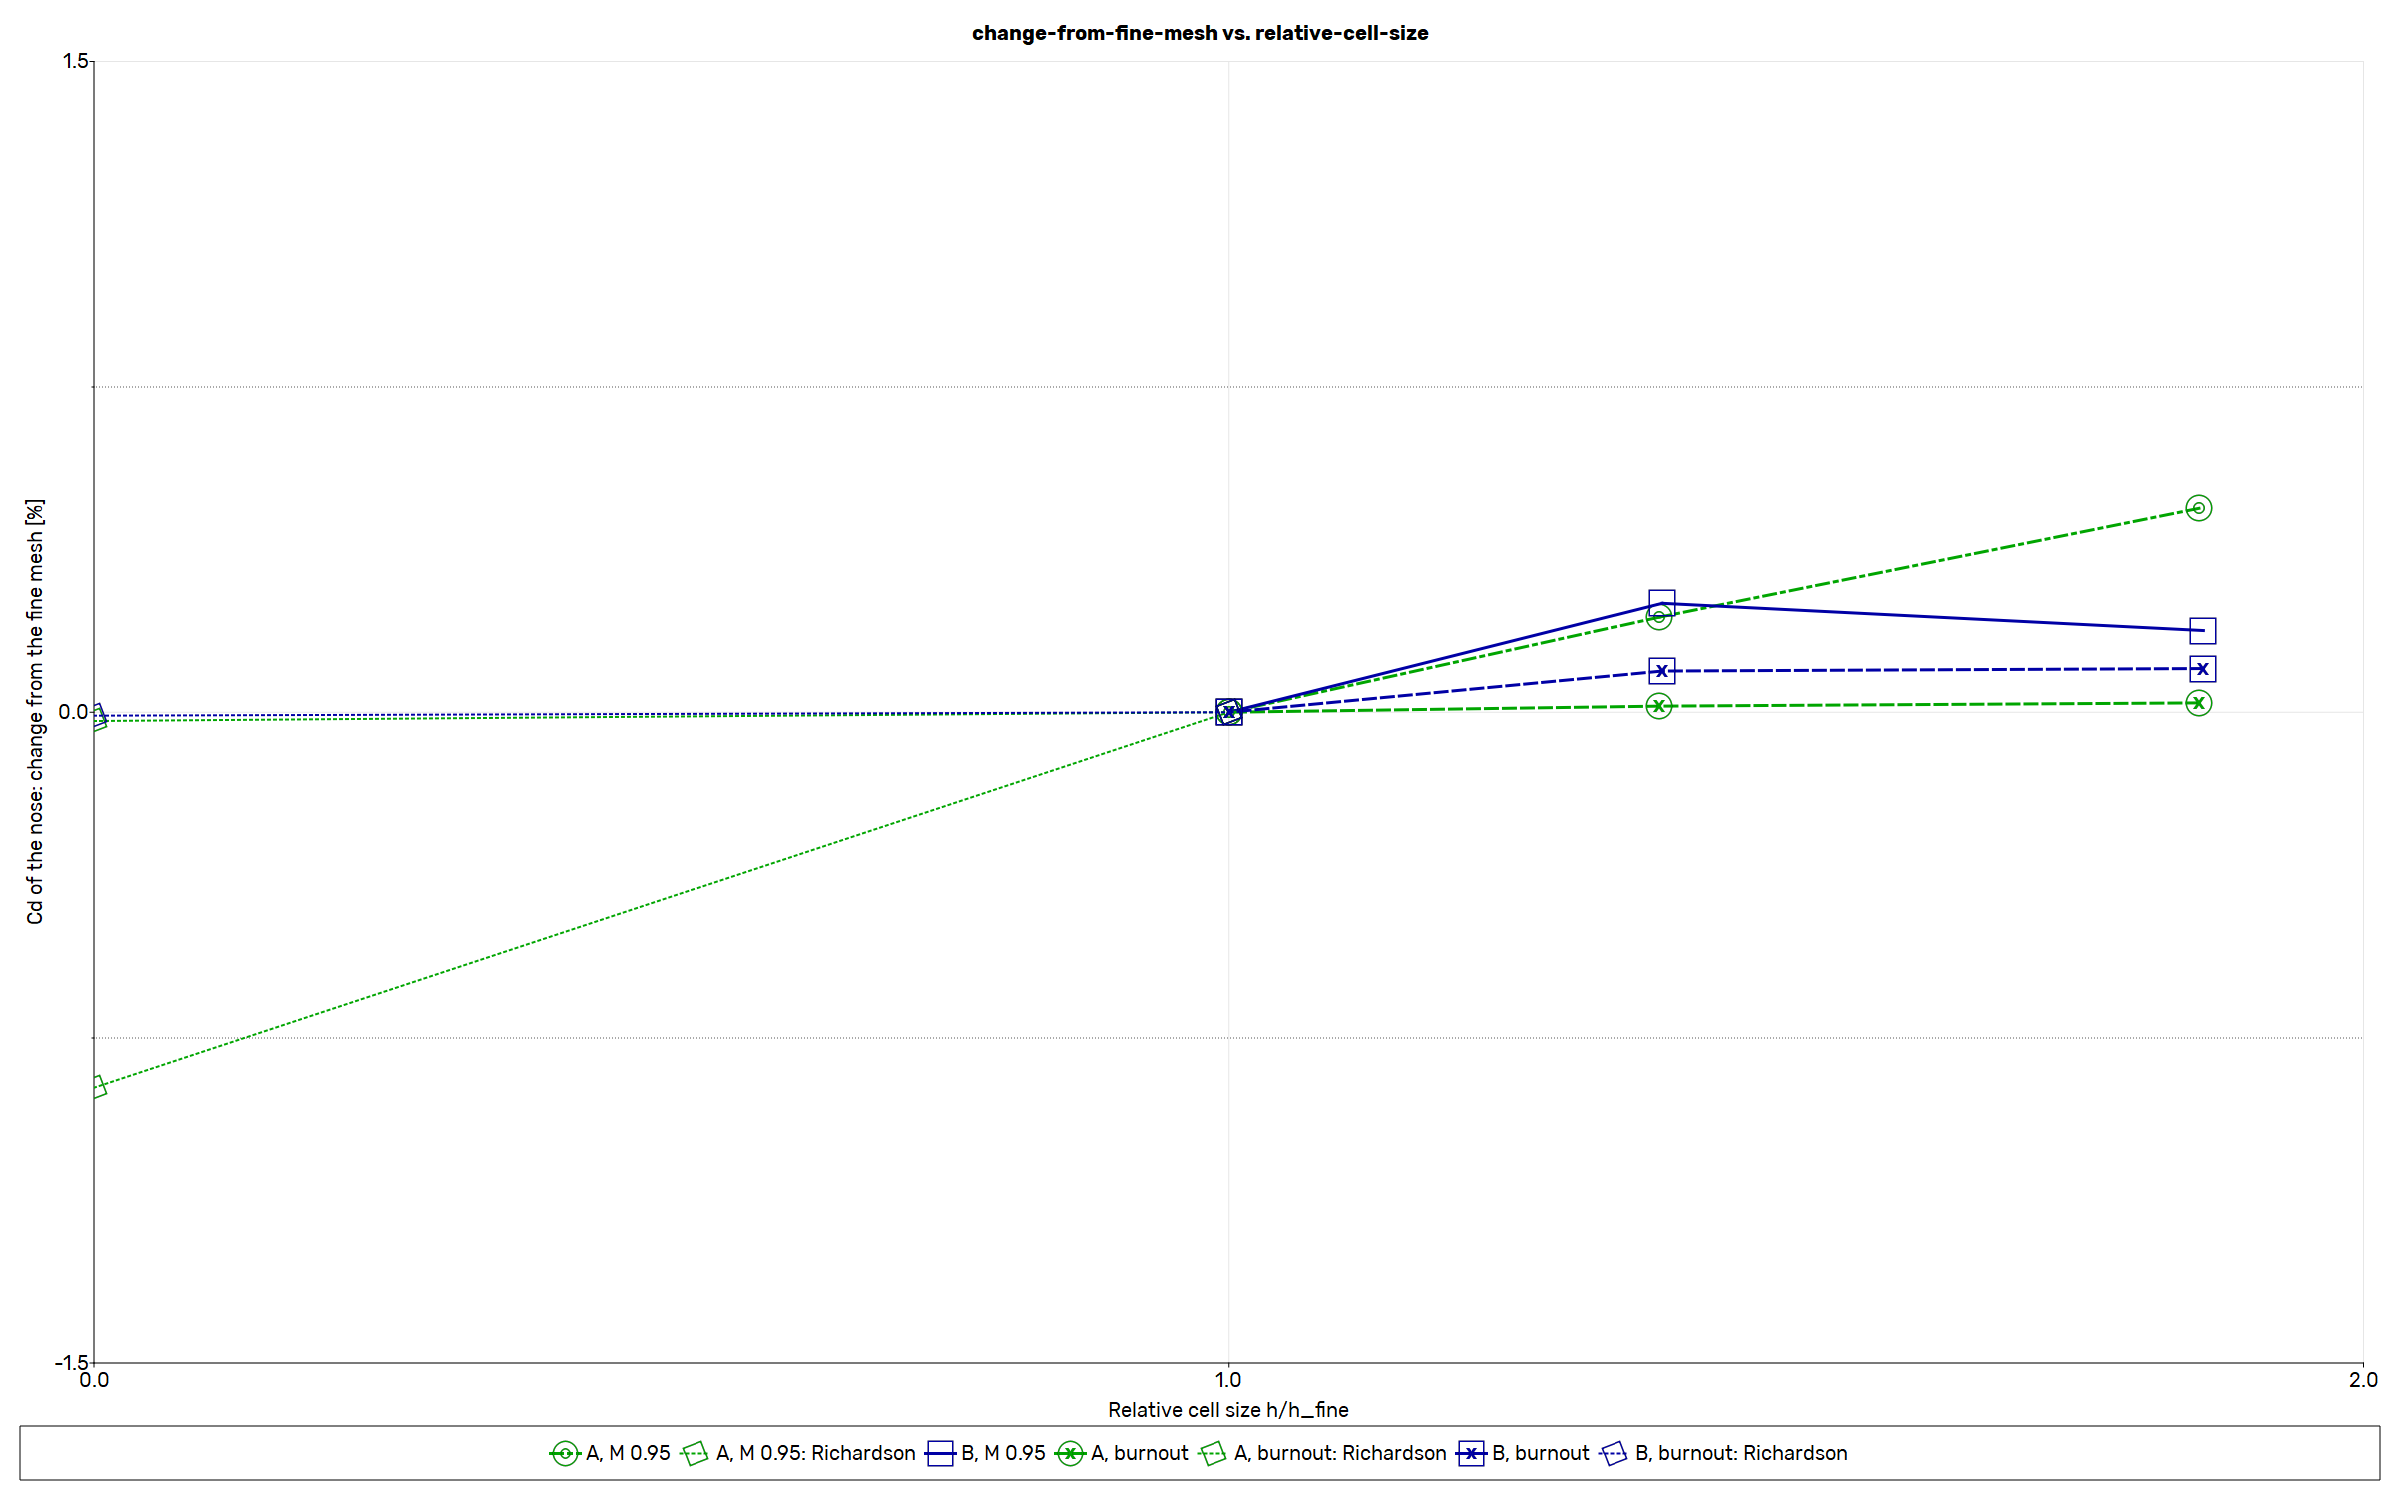 change-from-fine-mesh vs. relative-cell-size
1.5
0.0
-1.5
Cd of the nose: change from the fine mesh [%]
0.0 1.0 2.0
Relative cell size h/h_fine
A, M 0.95 A, M 0.95: Richardson B, M 0.95 A, burnout A, burnout: Richardson B, burnout B, burnout: Richardson